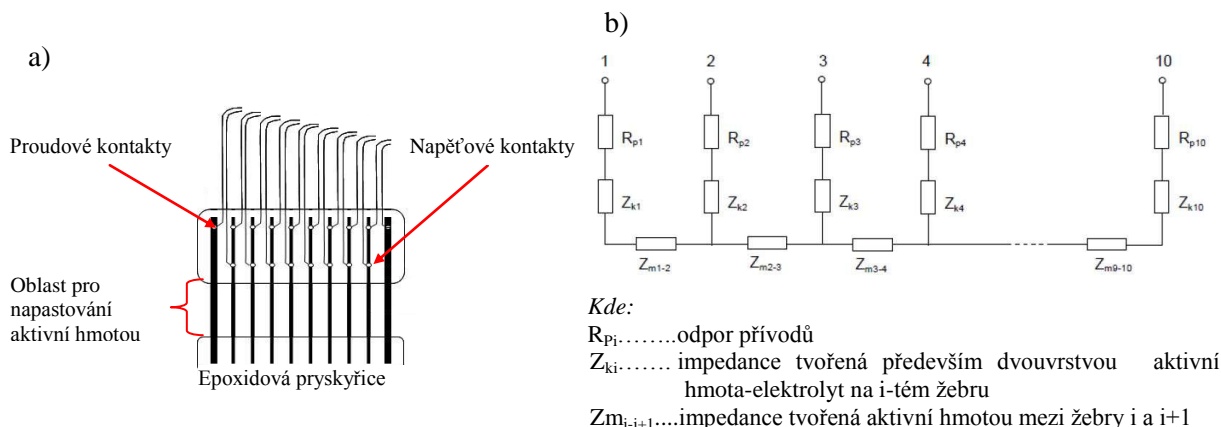 a)
Proudové kontakty
Napěťové kontakty
Oblast pro
napastování
aktivní hmotou
Epoxidová pryskyřice
b)
1 2 3 4 10
Rp1 Rp2 Rp3 Rp4 Rp10
Zk1 Zk2 Zk3 Zk4 Zk10
Zm1-2 Zm2-3 Zm3-4 Zm9-10
Kde:
RPi……..odpor přívodů
Zki……. impedance tvořená především dvouvrstvou aktivní
hmota-elektrolyt na i-tém žebru
Zmi-i+1....impedance tvořená aktivní hmotou mezi žebry i a i+1